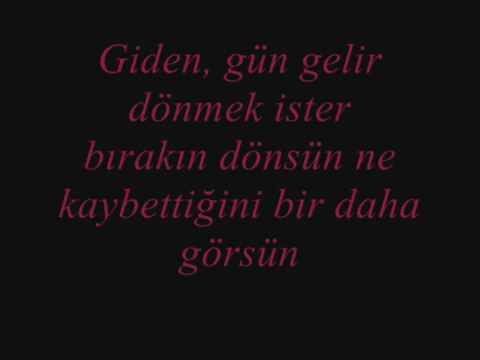 Giden, gün gelir
dönmek ister
bırakın dönsün ne
kaybettiğini bir daha
görsün